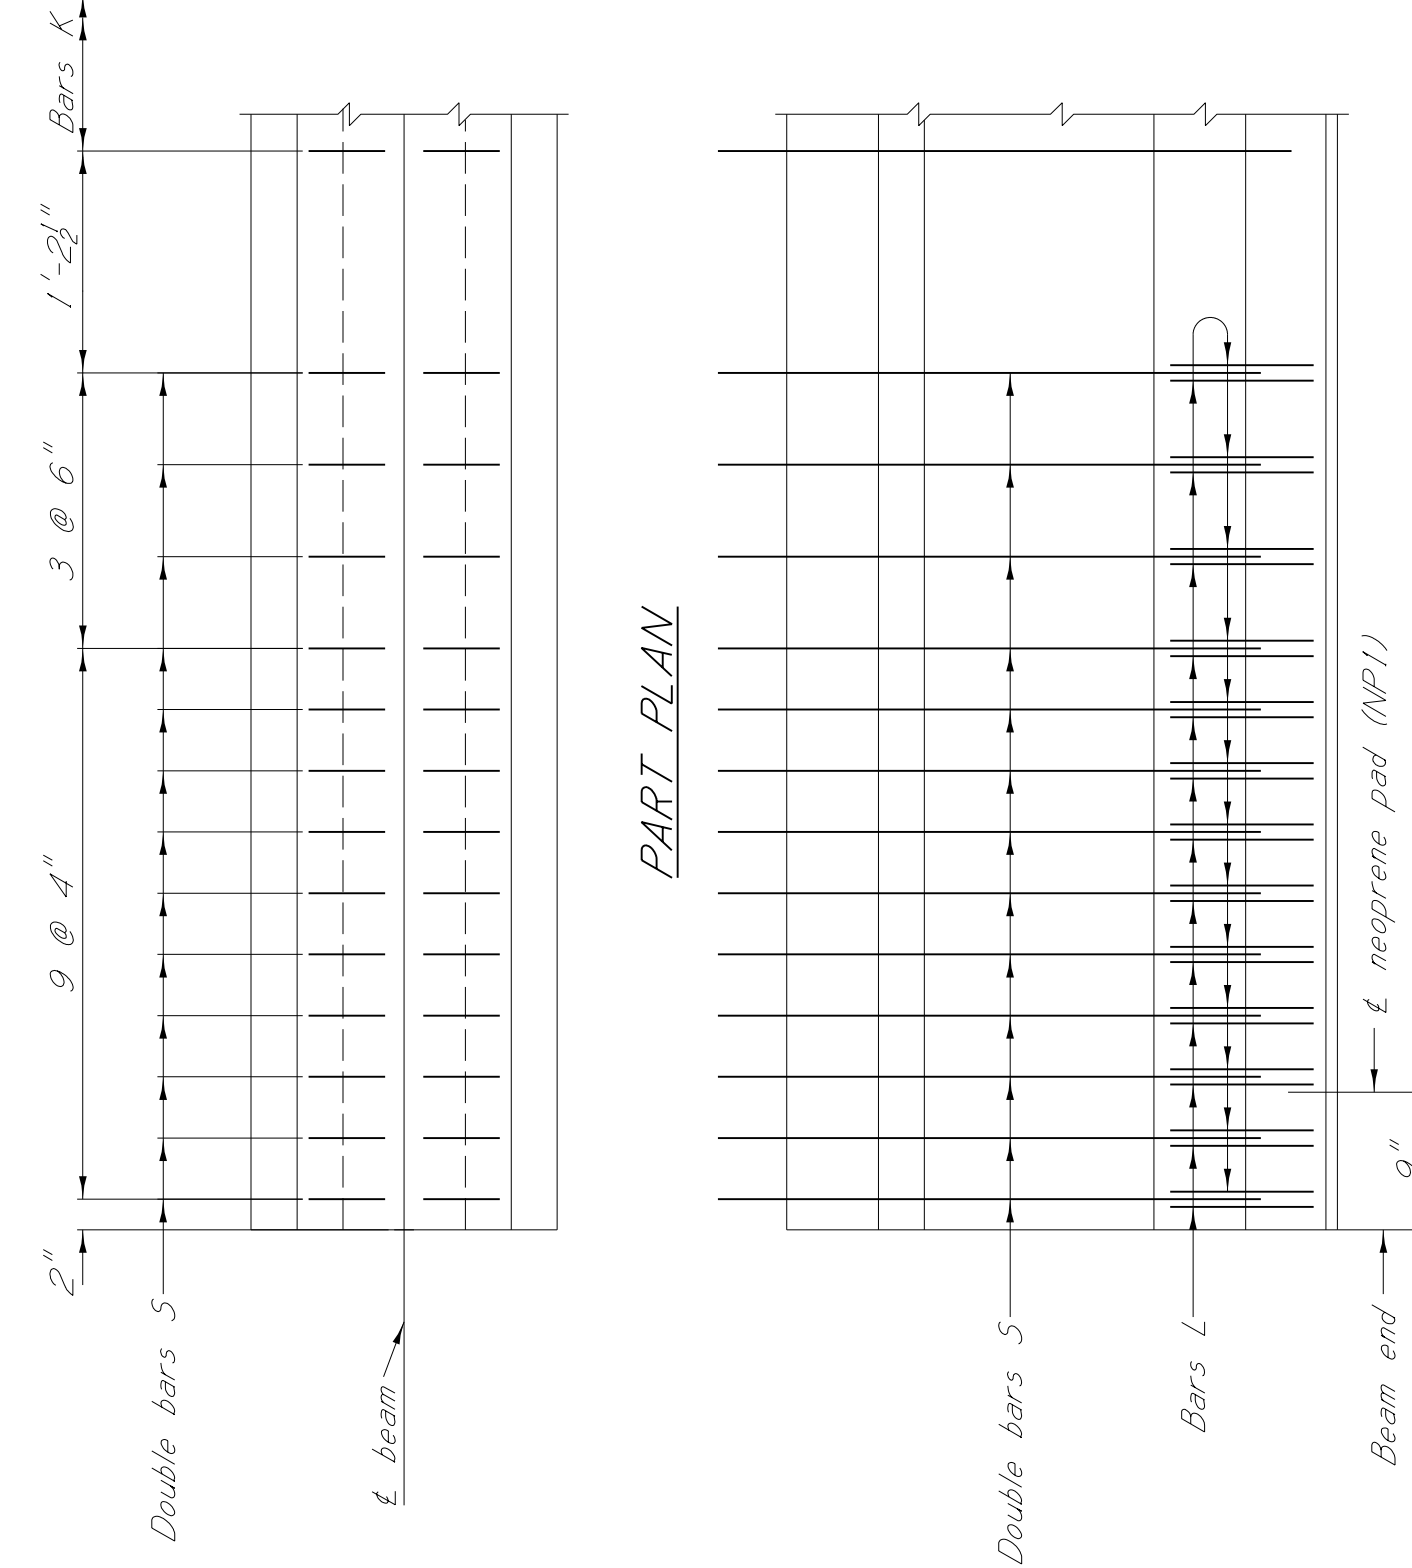 2"
9 @ 4"
3 @ 6"
1'-2½"
Bars K
Double bars S
℄ beam
PART PLAN
Double bars S
Bars L
Beam end
9"
℄ neoprene pad (NP1)